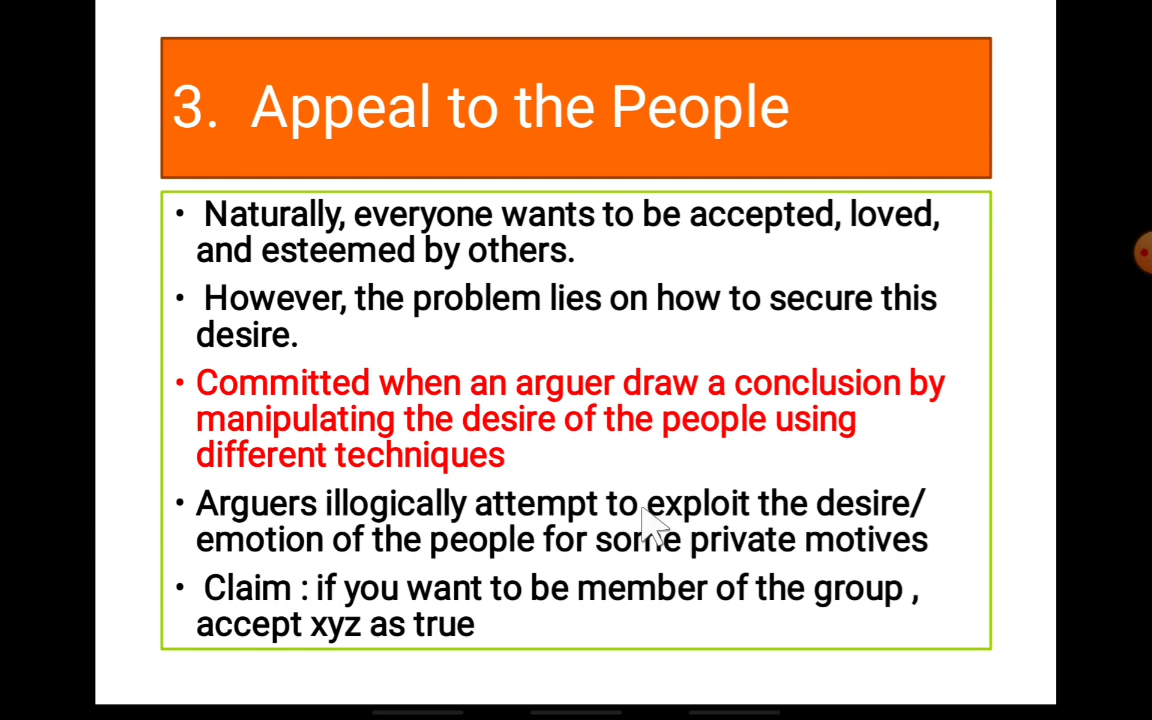 3. Appeal to the People
• Naturally, everyone wants to be accepted, loved,
and esteemed by others.
• However, the problem lies on how to secure this
desire.
• Committed when an arguer draw a conclusion by
manipulating the desire of the people using
different techniques
• Arguers illogically attempt to exploit the desire/
emotion of the people for some private motives
• Claim : if you want to be member of the group ,
accept xyz as true